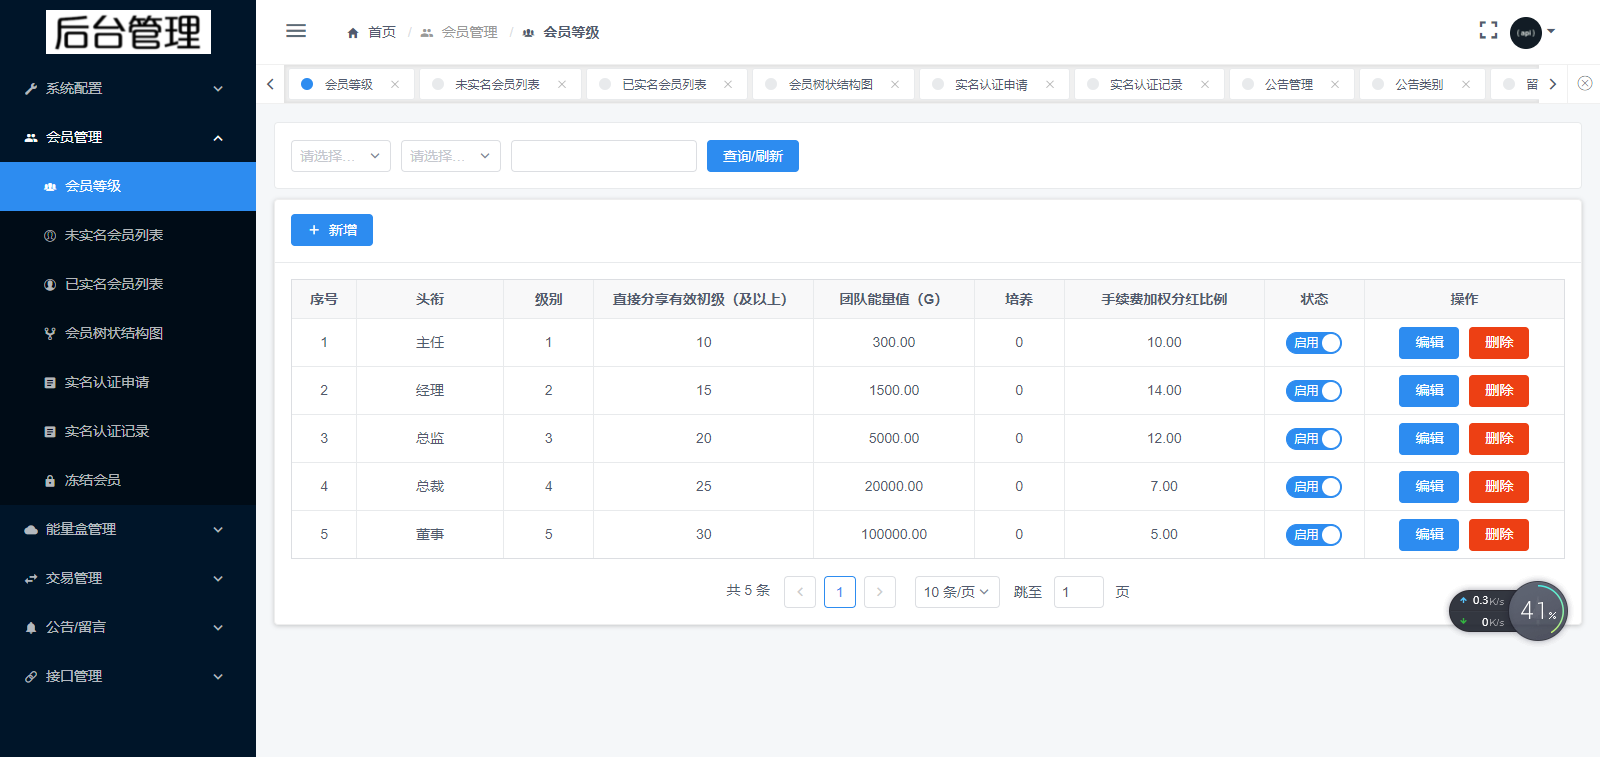 后台管理
系统配置
会员管理
会员等级
未实名会员列表
已实名会员列表
会员树状结构图
实名认证申请
实名认证记录
冻结会员
能量盒管理
交易管理
公告/留言
接口管理
首页 / 会员管理 / 会员等级
(api)
会员等级 未实名会员列表 已实名会员列表 会员树状结构图 实名认证申请 实名认证记录 公告管理 公告类别 留
请选择... 请选择... 查询/刷新
+ 新增
序号 头衔 级别 直接分享有效初级（及以上） 团队能量值（G） 培养 手续费加权分红比例 状态 操作
1 主任 1 10 300.00 0 10.00 启用 编辑 删除
2 经理 2 15 1500.00 0 14.00 启用 编辑 删除
3 总监 3 20 5000.00 0 12.00 启用 编辑 删除
4 总裁 4 25 20000.00 0 7.00 启用 编辑 删除
5 董事 5 30 100000.00 0 5.00 启用 编辑 删除
共 5 条 1 10 条/页 跳至 1 页
0.3K/s
0K/s
41%